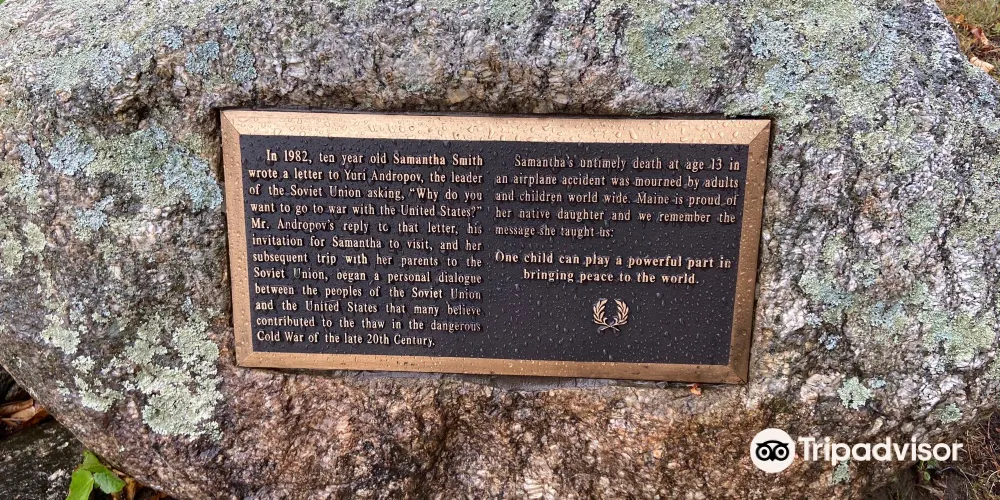 In 1982, ten year old Samantha Smith
wrote a letter to Yuri Andropov, the leader
of the Soviet Union asking, "Why do you
want to go to war with the United States?"
Mr. Andropov's reply to that letter, his
invitation for Samantha to visit, and her
subsequent trip with her parents to the
Soviet Union, began a personal dialogue
between the peoples of the Soviet Union
and the United States that many believe
contributed to the thaw in the dangerous
Cold War of the late 20th Century.
Samantha's untimely death at age 13 in
an airplane accident was mourned by adults
and children world wide. Maine is proud of
her native daughter and we remember the
message she taught us:
One child can play a powerful part in
bringing peace to the world.
Tripadvisor